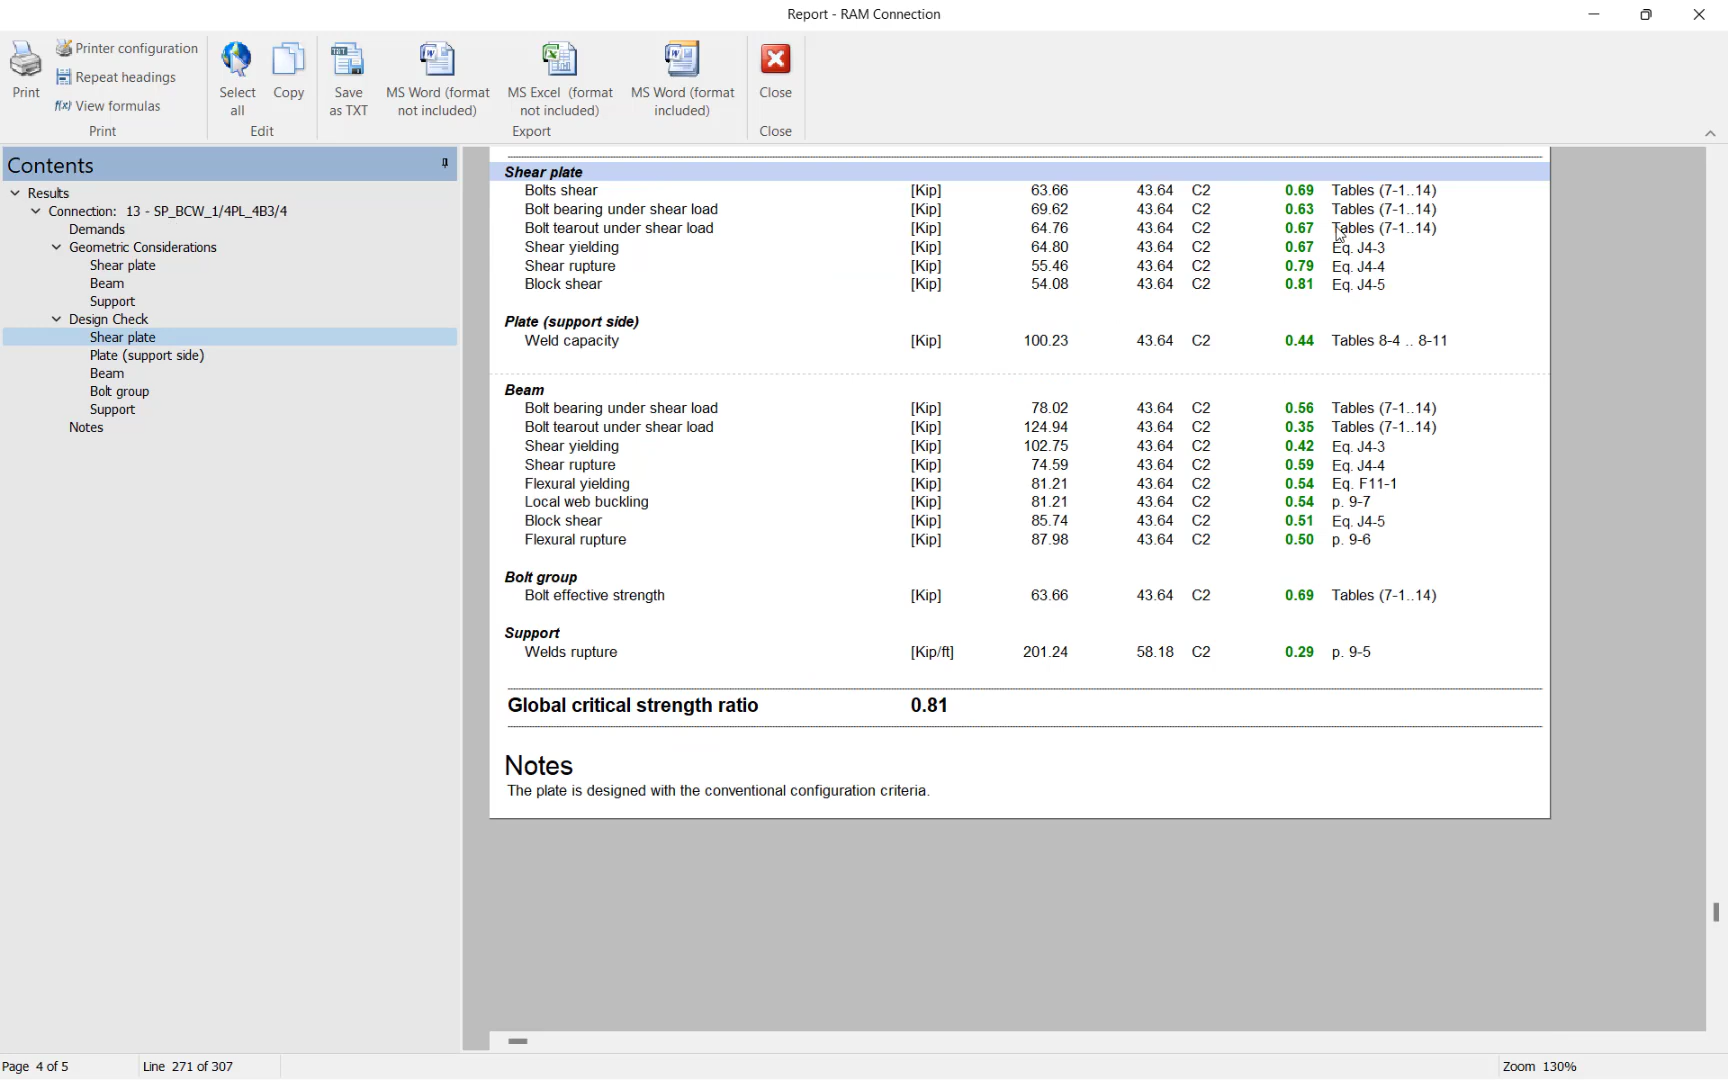 Report - RAM Connection
Print
Printer configuration
Repeat headings
f(x) View formulas
Print
Select all
Copy
Edit
Save as TXT
MS Word (format not included)
MS Excel (format not included)
MS Word (format included)
Export
Close
Close
Contents
Results
Connection: 13 - SP_BCW_1/4PL_4B3/4
Demands
Geometric Considerations
Shear plate
Beam
Support
Design Check
Shear plate
Plate (support side)
Beam
Bolt group
Support
Notes
Shear plate
Bolts shear [Kip] 63.66 43.64 C2 0.69 Tables (7-1..14)
Bolt bearing under shear load [Kip] 69.62 43.64 C2 0.63 Tables (7-1..14)
Bolt tearout under shear load [Kip] 64.76 43.64 C2 0.67 Tables (7-1..14)
Shear yielding [Kip] 64.80 43.64 C2 0.67 Eq. J4-3
Shear rupture [Kip] 55.46 43.64 C2 0.79 Eq. J4-4
Block shear [Kip] 54.08 43.64 C2 0.81 Eq. J4-5
Plate (support side)
Weld capacity [Kip] 100.23 43.64 C2 0.44 Tables 8-4 .. 8-11
Beam
Bolt bearing under shear load [Kip] 78.02 43.64 C2 0.56 Tables (7-1..14)
Bolt tearout under shear load [Kip] 124.94 43.64 C2 0.35 Tables (7-1..14)
Shear yielding [Kip] 102.75 43.64 C2 0.42 Eq. J4-3
Shear rupture [Kip] 74.59 43.64 C2 0.59 Eq. J4-4
Flexural yielding [Kip] 81.21 43.64 C2 0.54 Eq. F11-1
Local web buckling [Kip] 81.21 43.64 C2 0.54 p. 9-7
Block shear [Kip] 85.74 43.64 C2 0.51 Eq. J4-5
Flexural rupture [Kip] 87.98 43.64 C2 0.50 p. 9-6
Bolt group
Bolt effective strength [Kip] 63.66 43.64 C2 0.69 Tables (7-1..14)
Support
Welds rupture [Kip/ft] 201.24 58.18 C2 0.29 p. 9-5
Global critical strength ratio 0.81
Notes
The plate is designed with the conventional configuration criteria.
Page 4 of 5
Line 271 of 307
Zoom 130%